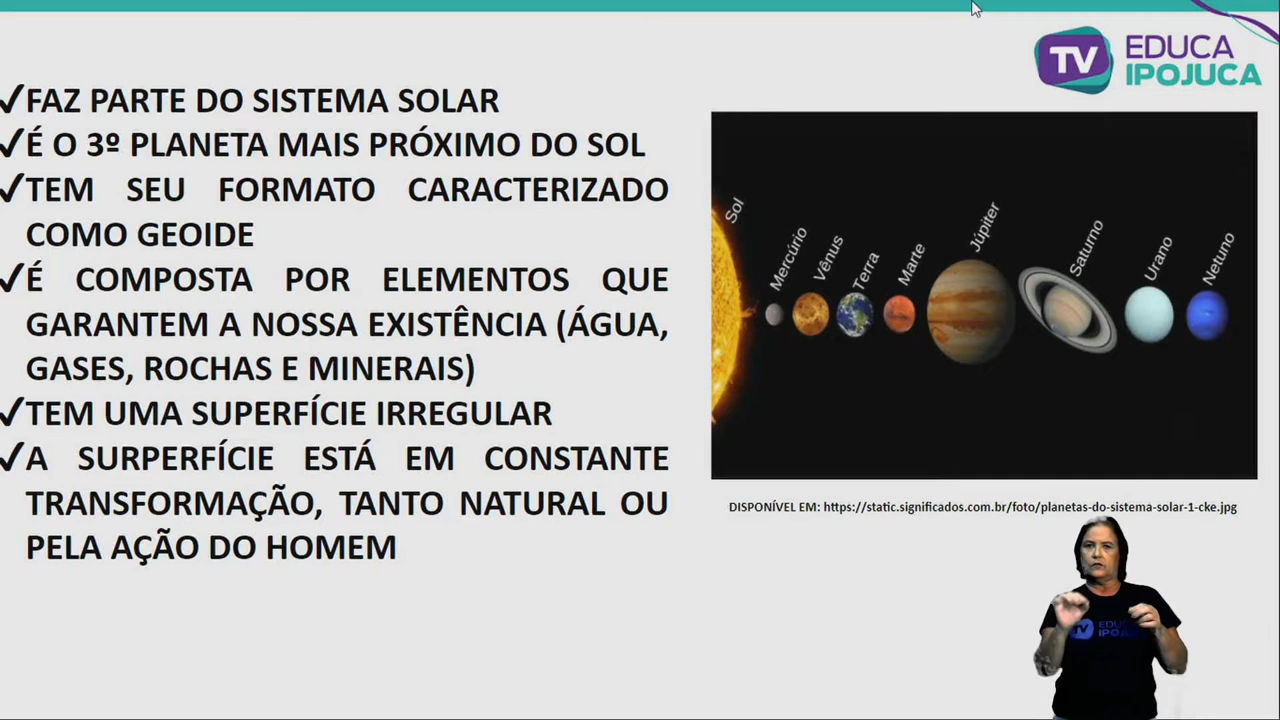 TV EDUCA
IPOJUCA
✓FAZ PARTE DO SISTEMA SOLAR
✓É O 3º PLANETA MAIS PRÓXIMO DO SOL
✓TEM SEU FORMATO CARACTERIZADO
COMO GEOIDE
✓É COMPOSTA POR ELEMENTOS QUE
GARANTEM A NOSSA EXISTÊNCIA (ÁGUA,
GASES, ROCHAS E MINERAIS)
✓TEM UMA SUPERFÍCIE IRREGULAR
✓A SURPERFÍCIE ESTÁ EM CONSTANTE
TRANSFORMAÇÃO, TANTO NATURAL OU
PELA AÇÃO DO HOMEM
Sol
Mercúrio
Vênus
Terra
Marte
Júpiter
Saturno
Urano
Netuno
DISPONÍVEL EM: https://static.significados.com.br/foto/planetas-do-sistema-solar-1-cke.jpg
TV EDUCA
IPOJUCA